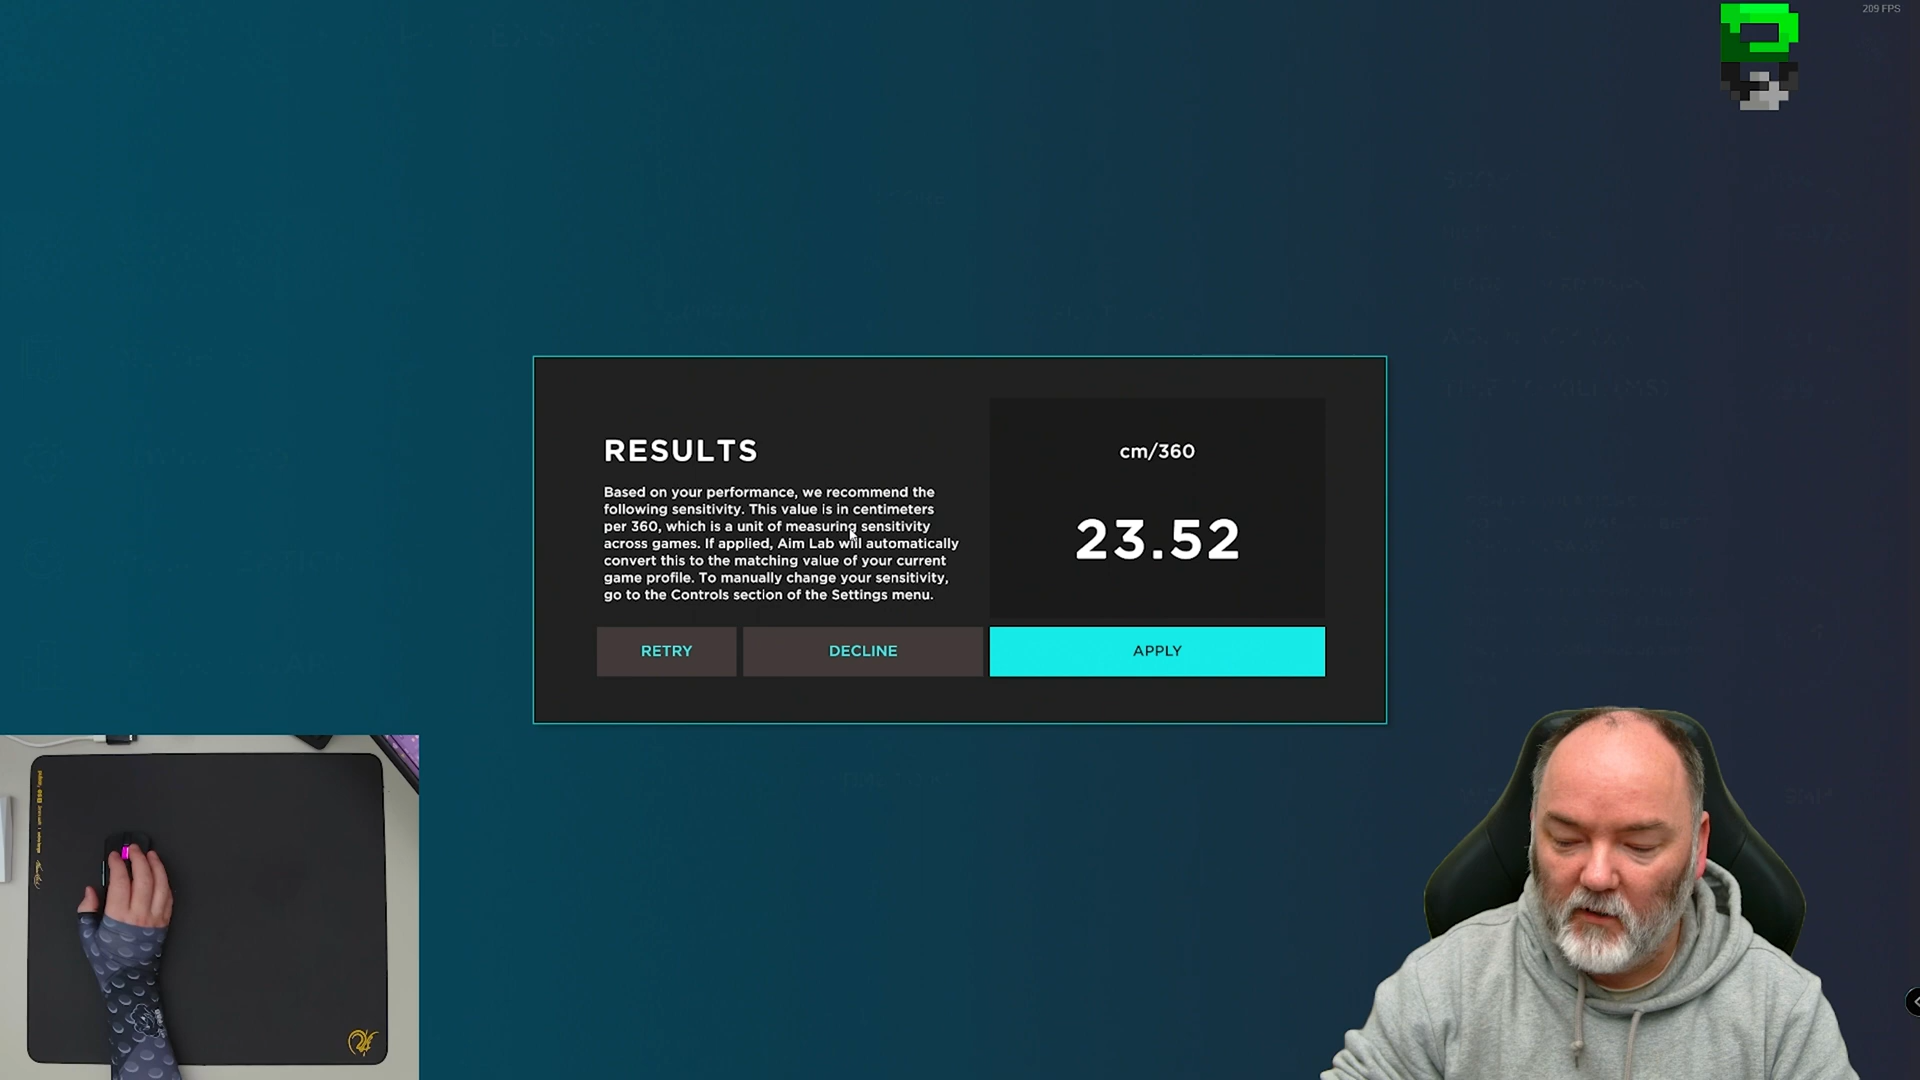 209 FPS
RESULTS
Based on your performance, we recommend the
following sensitivity. This value is in centimeters
per 360, which is a unit of measuring sensitivity
across games. If applied, Aim Lab will automatically
convert this to the matching value of your current
game profile. To manually change your sensitivity,
go to the Controls section of the Settings menu.
cm/360
23.52
RETRY
DECLINE
APPLY